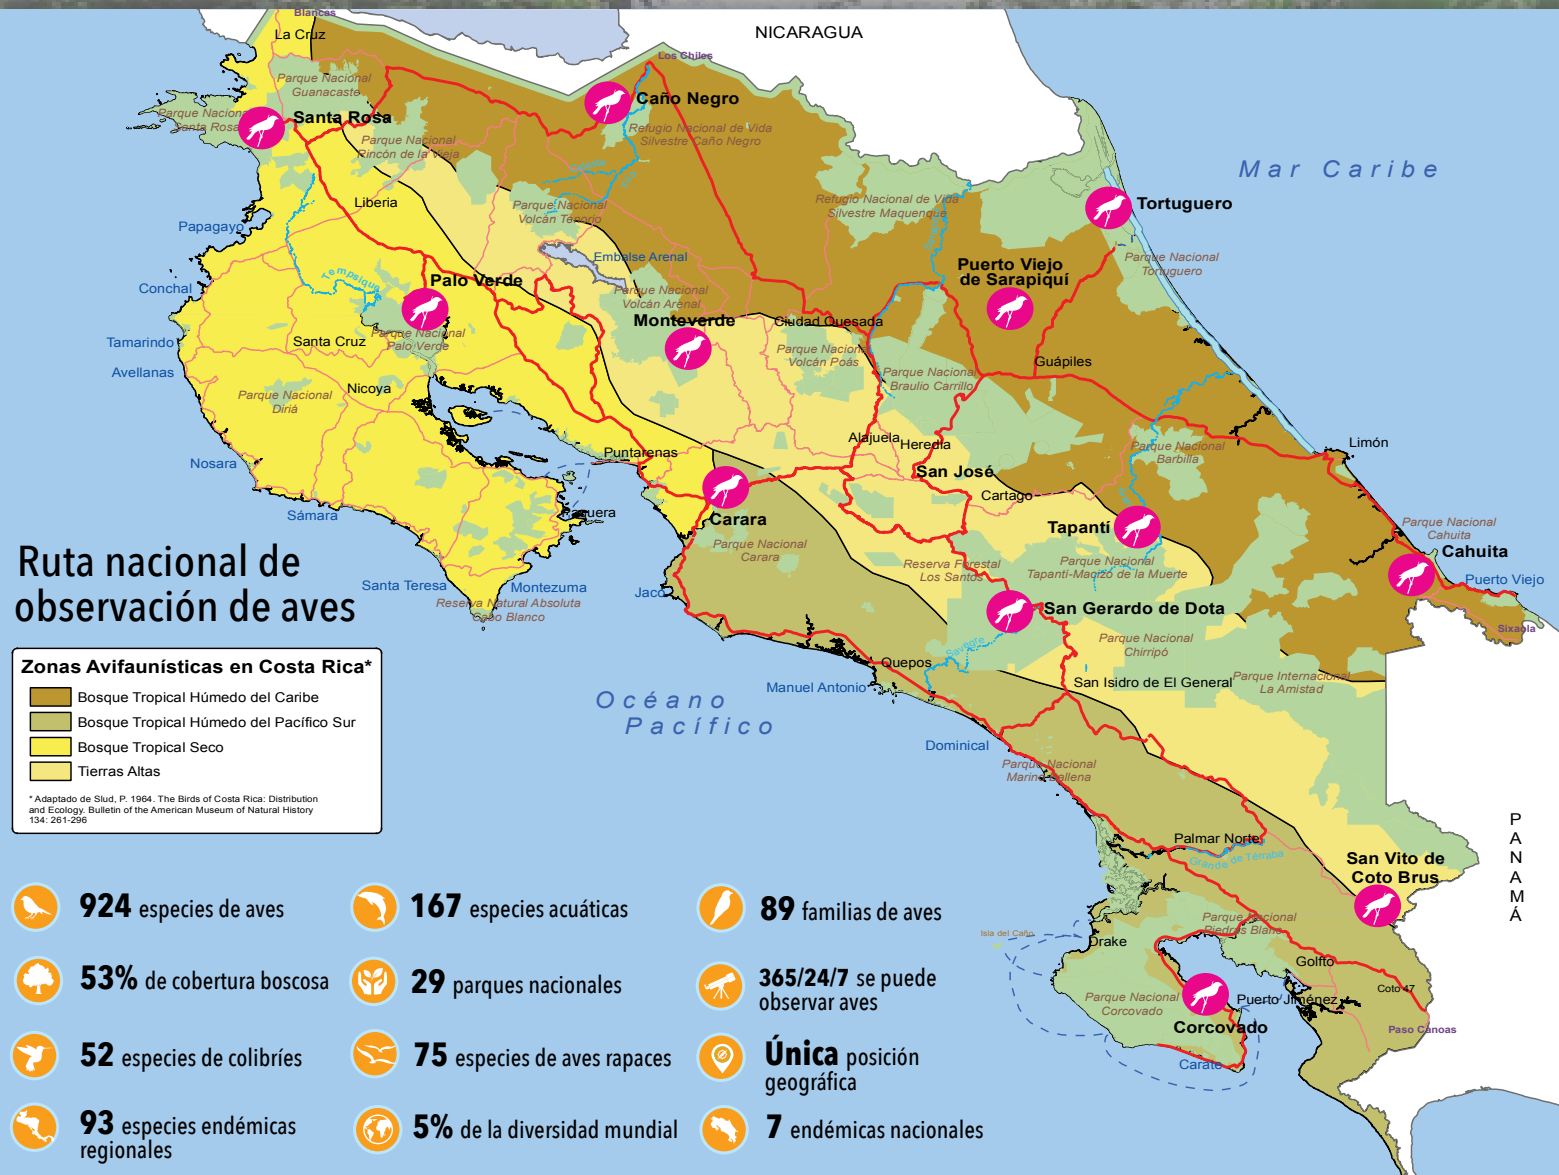 Blancas
La Cruz
NICARAGUA
Los Chiles
Parque Nacional
Guanacaste
Caño Negro
Parque Nacional
Santa Rosa
Santa Rosa
Refugio Nacional de Vida
Silvestre Caño Negro
Parque Nacional
Rincón de la Vieja
Mar Caribe
Liberia
Parque Nacional
Volcán Tenorio
Refugio Nacional de Vida
Silvestre Maquenque
Tortuguero
Papagayo
Embalse Arenal
Parque Nacional
Tortuguero
Puerto Viejo
de Sarapiquí
Tempisque
Palo Verde
Conchal
Parque Nacional
Volcán Arenal
Monteverde
Ciudad Quesada
Parque Nacional
Palo Verde
Tamarindo
Santa Cruz
Parque Nacional
Volcán Poás
Guápiles
Avellanas
Parque Nacional
Braulio Carrillo
Nicoya
Parque Nacional
Diriá
Alajuela
Heredia
Limón
Puntarenas
Parque Nacional
Barbilla
Nosara
San José
Cartago
Sámara
Paquera
Carara
Tapantí
Parque Nacional
Cahuita
Cahuita
Parque Nacional
Carara
Reserva Forestal
Los Santos
Parque Nacional
Tapantí-Macizo de la Muerte
Puerto Viejo
Santa Teresa
Montezuma
Jacó
Reserva Natural Absoluta
Cabo Blanco
San Gerardo de Dota
Sixaola
Parque Nacional
Chirripó
Savegre
Quepos
Manuel Antonio
San Isidro de El General
Parque Internacional
La Amistad
Océano
Pacífico
Dominical
Parque Nacional
Marino Ballena
PANAMÁ
Palmar Norte
Grande de Térraba
San Vito de
Coto Brus
Parque Nacional
Piedras Blanc
Isla del Caño
Drake
Golfito
Coto 47
Parque Nacional
Corcovado
Puerto Jiménez
Corcovado
Paso Canoas
Carate
Ruta nacional de
observación de aves
Zonas Avifaunísticas en Costa Rica*
Bosque Tropical Húmedo del Caribe
Bosque Tropical Húmedo del Pacífico Sur
Bosque Tropical Seco
Tierras Altas
* Adaptado de Slud, P. 1964. The Birds of Costa Rica: Distribution
and Ecology. Bulletin of the American Museum of Natural History
134: 261-296
924 especies de aves
167 especies acuáticas
89 familias de aves
53% de cobertura boscosa
29 parques nacionales
365/24/7 se puede
observar aves
52 especies de colibríes
75 especies de aves rapaces
Única posición
geográfica
93 especies endémicas
regionales
5% de la diversidad mundial
7 endémicas nacionales